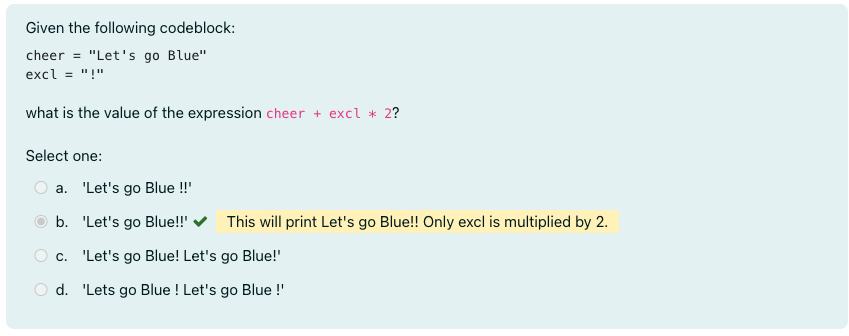 Given the following codeblock:
cheer = "Let's go Blue"
excl = "!"
what is the value of the expression cheer + excl * 2?
Select one:
a. 'Let's go Blue !!'
b. 'Let's go Blue!!' ✔ This will print Let's go Blue!! Only excl is multiplied by 2.
c. 'Let's go Blue! Let's go Blue!'
d. 'Lets go Blue ! Let's go Blue !'